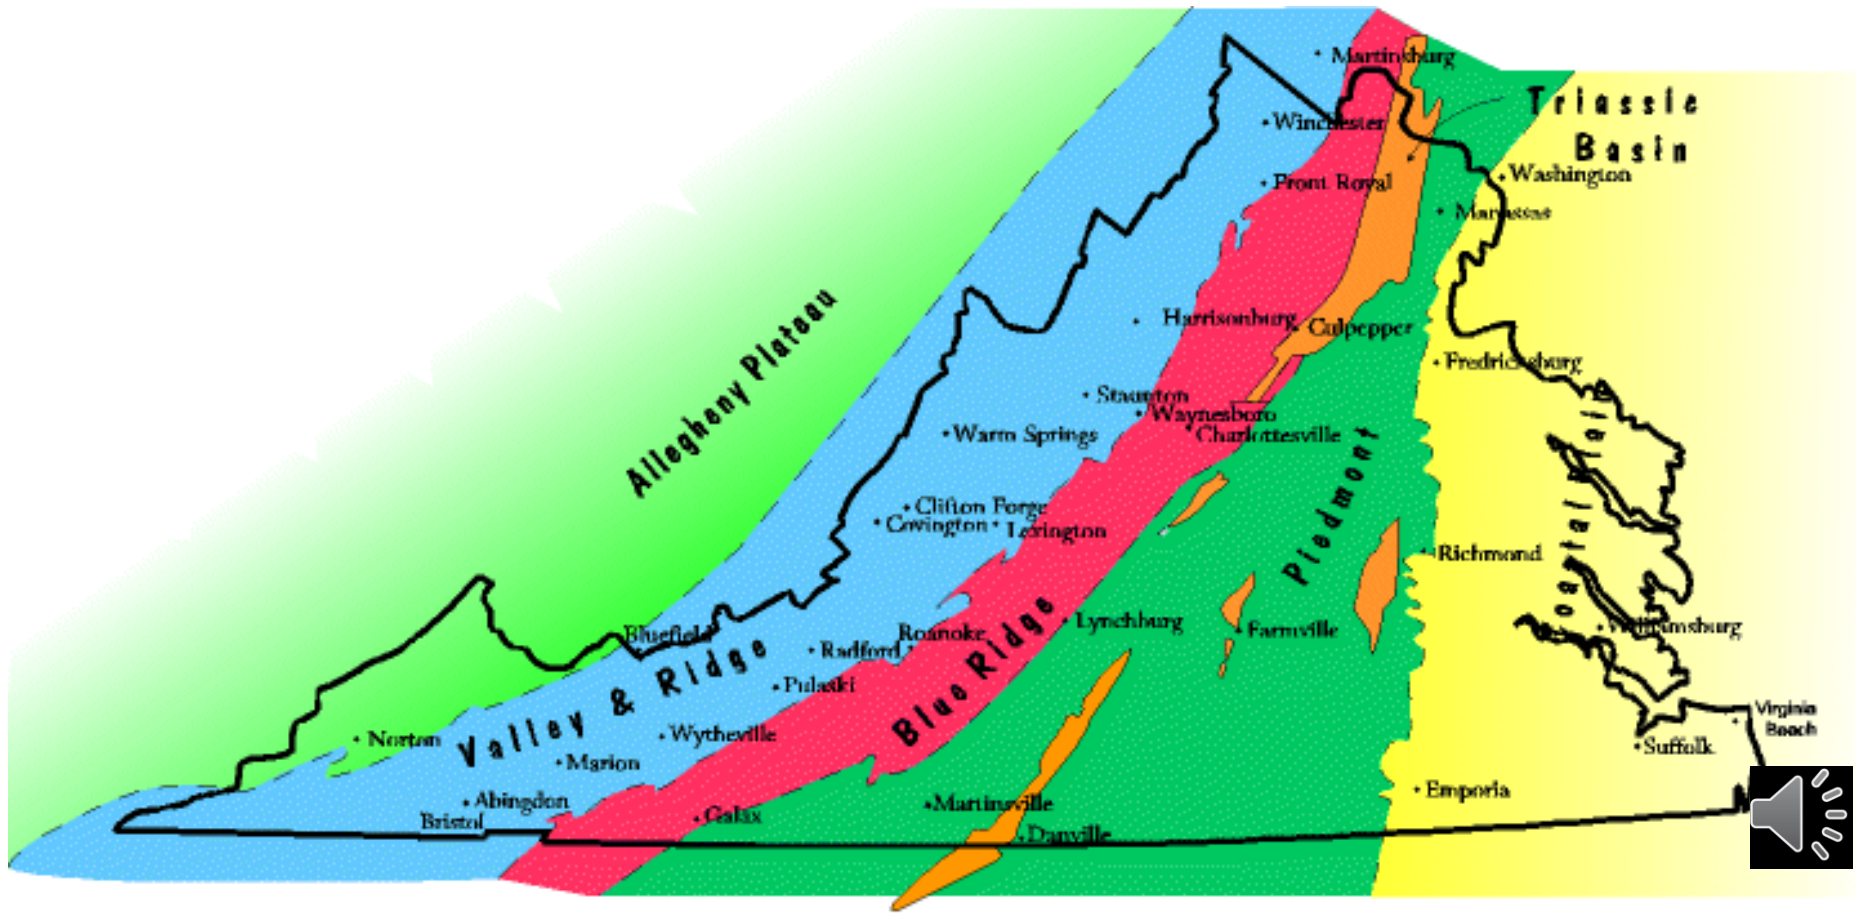 Martinsburg
Triassic
Basin
Winchester
Washington
Front Royal
Manassas
Allegheny Plateau
Harrisonburg
Culpepper
Fredricksburg
Staunton
Waynesboro
Charlottesville
Warm Springs
Piedmont
Coastal Plain
Clifton Forge
Covington
Lexington
Richmond
Bluefield
Roanoke
Radford
Lynchburg
Farmville
Williamsburg
Blue Ridge
Valley & Ridge
Pulaski
Norton
Wytheville
Virginia
Beach
Suffolk
Marion
Emporia
Abingdon
Martinsville
Bristol
Galax
Danville